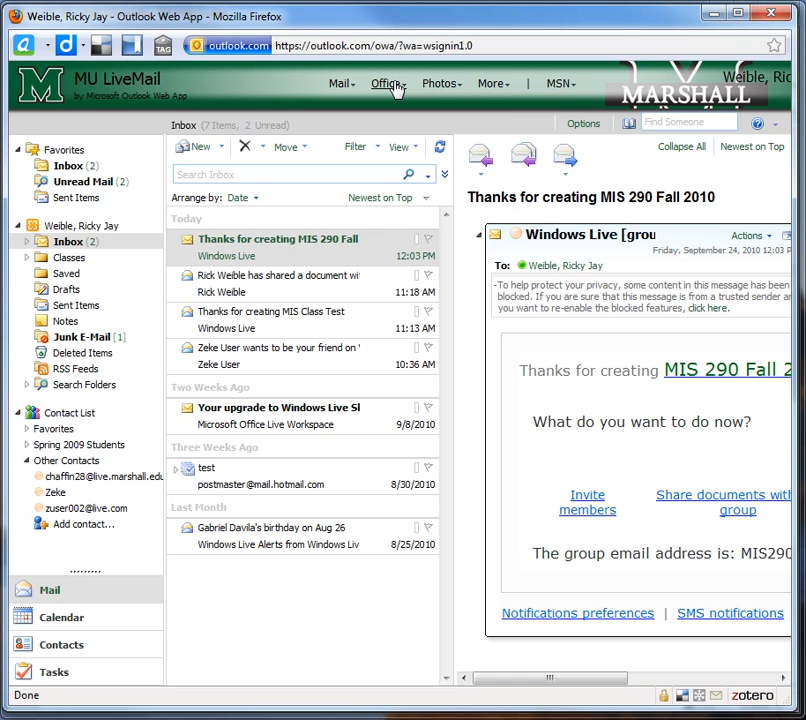 Weible, Ricky Jay - Outlook Web App - Mozilla Firefox
a d TAG outlook.com https://outlook.com/owa/?wa=wsignin1.0
M MU LiveMail
by Microsoft Outlook Web App
Mail Office Photos More | MSN
MARSHALL
Weible, Ric
Inbox (7 Items, 2 Unread)
Options Find Someone
Favorites
Inbox (2)
Unread Mail (2)
Sent Items
Weible, Ricky Jay
Inbox (2)
Classes
Saved
Drafts
Sent Items
Notes
Junk E-Mail [1]
Deleted Items
RSS Feeds
Search Folders
Contact List
Favorites
Spring 2009 Students
Other Contacts
chaffin28@live.marshall.edu
Zeke
zuser002@live.com
Add contact...
Mail
Calendar
Contacts
Tasks
New Move Filter View
Search Inbox
Arrange by: Date Newest on Top
Today
Thanks for creating MIS 290 Fall
Windows Live 12:03 PM
Rick Weible has shared a document wi
Rick Weible 11:18 AM
Thanks for creating MIS Class Test
Windows Live 11:13 AM
Zeke User wants to be your friend on
Zeke User 10:36 AM
Two Weeks Ago
Your upgrade to Windows Live Sk
Microsoft Office Live Workspace 9/8/2010
Three Weeks Ago
test
postmaster@mail.hotmail.com 8/30/2010
Last Month
Gabriel Davila's birthday on Aug 26
Windows Live Alerts from Windows Liv 8/25/2010
Collapse All Newest on Top
Thanks for creating MIS 290 Fall 2010
Windows Live [grou Actions
Friday, September 24, 2010 12:03 P
To: Weible, Ricky Jay
-To help protect your privacy, some content in this message has been
blocked. If you are sure that this message is from a trusted sender an
you want to re-enable the blocked features, click here.
Thanks for creating MIS 290 Fall 2
What do you want to do now?
Invite
members
Share documents with
group
The group email address is: MIS290
Notifications preferences | SMS notifications
Done
zotero